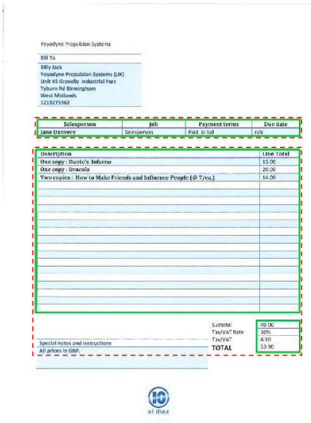 Yoyodyne Propulsion Systems
Bill To
Billy Jack
Yoyodyne Propulsion Systems (UK)
Unit 45 Gravelly Industrial Parc
Tyburn Rd Birmingham
West Midlands
1213275362
Salesperson Job Payment terms Due date
Jane Danvers Salesperson Paid in full n/a
Description Line Total
One copy : Dante's Inferno 15.00
One copy : Dracula 20.00
Two copies : How to Make Friends and Influence People (@ 7/ea.) 14.00
Subtotal 49.00
Tax/VAT Rate 10%
Tax/VAT 4.90
Special notes and instructions TOTAL 53.90
All prices in GBP.
el diez